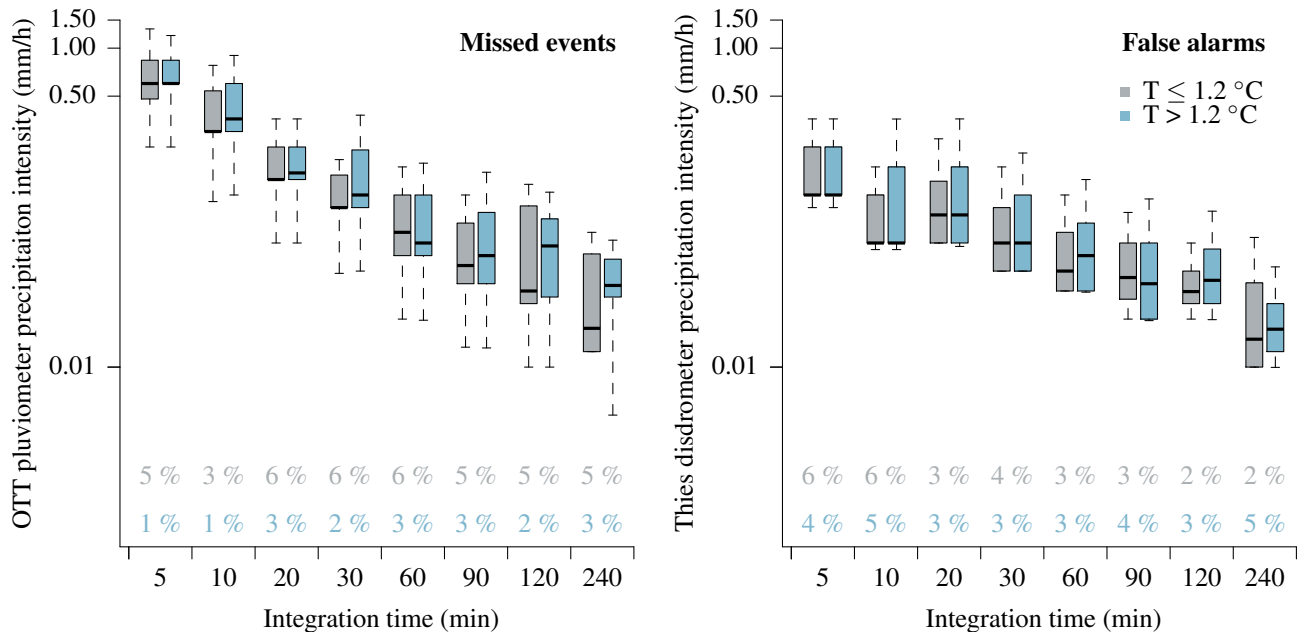 OTT pluviometer precipitaiton intensity (mm/h)
1.50
1.00
0.50
0.01
Missed events
5 % 3 % 6 % 6 % 6 % 5 % 5 % 5 %
1 % 1 % 3 % 2 % 3 % 3 % 2 % 3 %
5 10 20 30 60 90 120 240
Integration time (min)
Thies disdrometer precipitation intensity (mm/h)
1.50
1.00
0.50
0.01
False alarms
T ≤ 1.2 °C
T > 1.2 °C
6 % 6 % 3 % 4 % 3 % 3 % 2 % 2 %
4 % 5 % 3 % 3 % 3 % 4 % 3 % 5 %
5 10 20 30 60 90 120 240
Integration time (min)